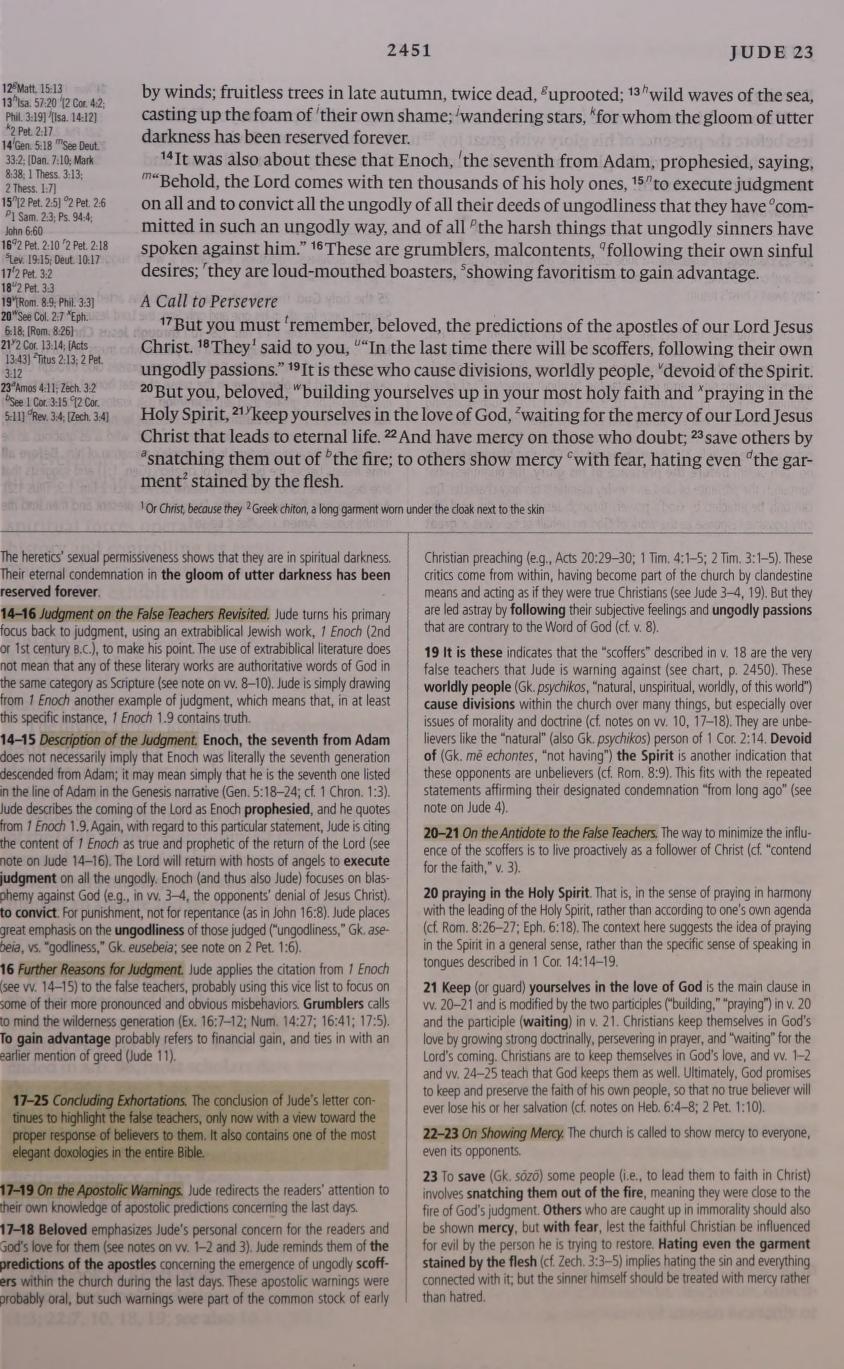 2451 JUDE 23
12gMatt. 15:13
13hIsa. 57:20 i[2 Cor. 4:2;
Phil. 3:19] j[Isa. 14:12]
k2 Pet. 2:17
14lGen. 5:18 mSee Deut.
33:2; [Dan. 7:10; Mark
8:38; 1 Thess. 3:13;
2 Thess. 1:7]
15n[2 Pet. 2:5] o2 Pet. 2:6
p1 Sam. 2:3; Ps. 94:4;
John 6:60
16q2 Pet. 2:10 r2 Pet. 2:18
sLev. 19:15; Deut. 10:17
17t2 Pet. 3:2
18u2 Pet. 3:3
19v[Rom. 8:9; Phil. 3:3]
20wSee Col. 2:7 xEph.
6:18; [Rom. 8:26]
21y2 Cor. 13:14; [Acts
13:43] zTitus 2:13; 2 Pet.
3:12
23aAmos 4:11; Zech. 3:2
bSee 1 Cor. 3:15 c[2 Cor.
5:11] dRev. 3:4; [Zech. 3:4]
by winds; fruitless trees in late autumn, twice dead, guprooted; 13 hwild waves of the sea,
casting up the foam of itheir own shame; jwandering stars, kfor whom the gloom of utter
darkness has been reserved forever.
14 It was also about these that Enoch, lthe seventh from Adam, prophesied, saying,
m“Behold, the Lord comes with ten thousands of his holy ones, 15 nto execute judgment
on all and to convict all the ungodly of all their deeds of ungodliness that they have ocom-
mitted in such an ungodly way, and of all pthe harsh things that ungodly sinners have
spoken against him.” 16 These are grumblers, malcontents, qfollowing their own sinful
desires; rthey are loud-mouthed boasters, sshowing favoritism to gain advantage.
A Call to Persevere
17 But you must tremember, beloved, the predictions of the apostles of our Lord Jesus
Christ. 18 They1 said to you, u“In the last time there will be scoffers, following their own
ungodly passions.” 19 It is these who cause divisions, worldly people, vdevoid of the Spirit.
20 But you, beloved, wbuilding yourselves up in your most holy faith and xpraying in the
Holy Spirit, 21 ykeep yourselves in the love of God, zwaiting for the mercy of our Lord Jesus
Christ that leads to eternal life. 22 And have mercy on those who doubt; 23 save others by
asnatching them out of bthe fire; to others show mercy cwith fear, hating even dthe gar-
ment2 stained by the flesh.
1 Or Christ, because they 2 Greek chiton, a long garment worn under the cloak next to the skin
The heretics’ sexual permissiveness shows that they are in spiritual darkness.
Their eternal condemnation in the gloom of utter darkness has been
reserved forever.
14–16 Judgment on the False Teachers Revisited. Jude turns his primary
focus back to judgment, using an extrabiblical Jewish work, 1 Enoch (2nd
or 1st century B.C.), to make his point. The use of extrabiblical literature does
not mean that any of these literary works are authoritative words of God in
the same category as Scripture (see note on vv. 8–10). Jude is simply drawing
from 1 Enoch another example of judgment, which means that, in at least
this specific instance, 1 Enoch 1.9 contains truth.
14–15 Description of the Judgment. Enoch, the seventh from Adam
does not necessarily imply that Enoch was literally the seventh generation
descended from Adam; it may mean simply that he is the seventh one listed
in the line of Adam in the Genesis narrative (Gen. 5:18–24; cf. 1 Chron. 1:3).
Jude describes the coming of the Lord as Enoch prophesied, and he quotes
from 1 Enoch 1.9. Again, with regard to this particular statement, Jude is citing
the content of 1 Enoch as true and prophetic of the return of the Lord (see
note on Jude 14–16). The Lord will return with hosts of angels to execute
judgment on all the ungodly. Enoch (and thus also Jude) focuses on blas-
phemy against God (e.g., in vv. 3–4, the opponents’ denial of Jesus Christ).
to convict. For punishment, not for repentance (as in John 16:8). Jude places
great emphasis on the ungodliness of those judged (“ungodliness,” Gk. ase-
beia, vs. “godliness,” Gk. eusebeia; see note on 2 Pet. 1:6).
16 Further Reasons for Judgment. Jude applies the citation from 1 Enoch
(see vv. 14–15) to the false teachers, probably using this vice list to focus on
some of their more pronounced and obvious misbehaviors. Grumblers calls
to mind the wilderness generation (Ex. 16:7–12; Num. 14:27; 16:41; 17:5).
To gain advantage probably refers to financial gain, and ties in with an
earlier mention of greed (Jude 11).
17–25 Concluding Exhortations. The conclusion of Jude’s letter con-
tinues to highlight the false teachers, only now with a view toward the
proper response of believers to them. It also contains one of the most
elegant doxologies in the entire Bible.
17–19 On the Apostolic Warnings. Jude redirects the readers’ attention to
their own knowledge of apostolic predictions concerning the last days.
17–18 Beloved emphasizes Jude’s personal concern for the readers and
God’s love for them (see notes on vv. 1–2 and 3). Jude reminds them of the
predictions of the apostles concerning the emergence of ungodly scoff-
ers within the church during the last days. These apostolic warnings were
probably oral, but such warnings were part of the common stock of early
Christian preaching (e.g., Acts 20:29–30; 1 Tim. 4:1–5; 2 Tim. 3:1–5). These
critics come from within, having become part of the church by clandestine
means and acting as if they were true Christians (see Jude 3–4, 19). But they
are led astray by following their subjective feelings and ungodly passions
that are contrary to the Word of God (cf. v. 8).
19 It is these indicates that the “scoffers” described in v. 18 are the very
false teachers that Jude is warning against (see chart, p. 2450). These
worldly people (Gk. psychikos, “natural, unspiritual, worldly, of this world”)
cause divisions within the church over many things, but especially over
issues of morality and doctrine (cf. notes on vv. 10, 17–18). They are unbe-
lievers like the “natural” (also Gk. psychikos) person of 1 Cor. 2:14. Devoid
of (Gk. mē echontes, “not having”) the Spirit is another indication that
these opponents are unbelievers (cf. Rom. 8:9). This fits with the repeated
statements affirming their designated condemnation “from long ago” (see
note on Jude 4).
20–21 On the Antidote to the False Teachers. The way to minimize the influ-
ence of the scoffers is to live proactively as a follower of Christ (cf. “contend
for the faith,” v. 3).
20 praying in the Holy Spirit. That is, in the sense of praying in harmony
with the leading of the Holy Spirit, rather than according to one’s own agenda
(cf. Rom. 8:26–27; Eph. 6:18). The context here suggests the idea of praying
in the Spirit in a general sense, rather than the specific sense of speaking in
tongues described in 1 Cor. 14:14–19.
21 Keep (or guard) yourselves in the love of God is the main clause in
vv. 20–21 and is modified by the two participles (“building,” “praying”) in v. 20
and the participle (waiting) in v. 21. Christians keep themselves in God’s
love by growing strong doctrinally, persevering in prayer, and “waiting” for the
Lord’s coming. Christians are to keep themselves in God’s love, and vv. 1–2
and vv. 24–25 teach that God keeps them as well. Ultimately, God promises
to keep and preserve the faith of his own people, so that no true believer will
ever lose his or her salvation (cf. notes on Heb. 6:4–8; 2 Pet. 1:10).
22–23 On Showing Mercy. The church is called to show mercy to everyone,
even its opponents.
23 To save (Gk. sōzō) some people (i.e., to lead them to faith in Christ)
involves snatching them out of the fire, meaning they were close to the
fire of God’s judgment. Others who are caught up in immorality should also
be shown mercy, but with fear, lest the faithful Christian be influenced
for evil by the person he is trying to restore. Hating even the garment
stained by the flesh (cf. Zech. 3:3–5) implies hating the sin and everything
connected with it; but the sinner himself should be treated with mercy rather
than hatred.